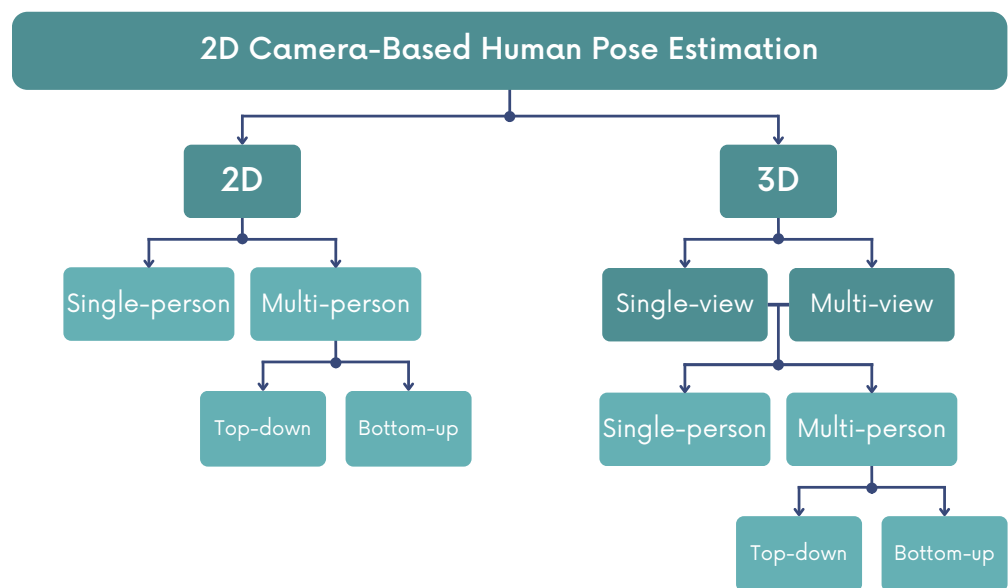 2D Camera-Based Human Pose Estimation
2D
3D
Single-person
Multi-person
Single-view
Multi-view
Top-down
Bottom-up
Single-person
Multi-person
Top-down
Bottom-up